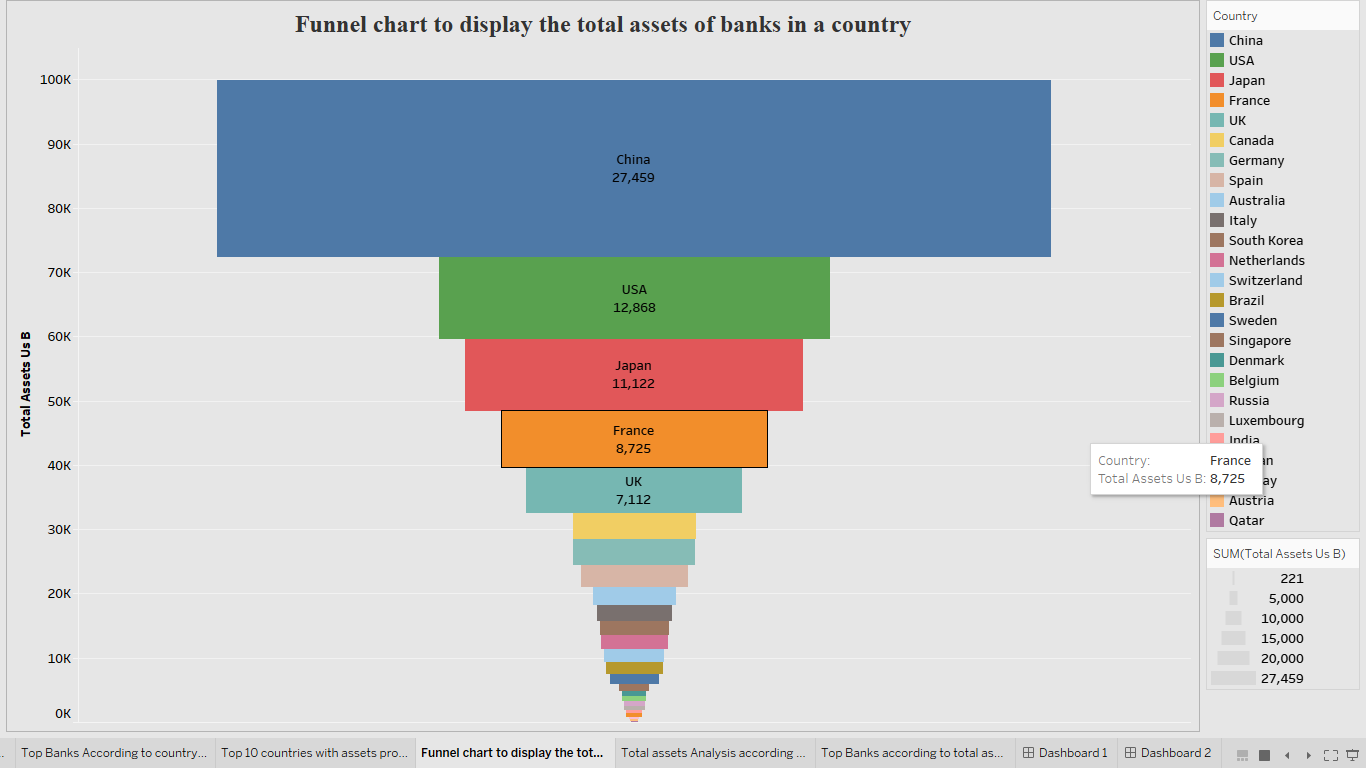 Funnel chart to display the total assets of banks in a country
Total Assets Us B
100K
90K
80K
70K
60K
50K
40K
30K
20K
10K
0K
China
27,459
USA
12,868
Japan
11,122
France
8,725
UK
7,112
Country
China
USA
Japan
France
UK
Canada
Germany
Spain
Australia
Italy
South Korea
Netherlands
Switzerland
Brazil
Sweden
Singapore
Denmark
Belgium
Russia
Luxembourg
India
Austria
Qatar
Country: France
Total Assets Us B: 8,725
SUM(Total Assets Us B)
221
5,000
10,000
15,000
20,000
27,459
Top Banks According to country... Top 10 countries with assets pro... Funnel chart to display the tot... Total assets Analysis according ... Top Banks according to total as... Dashboard 1 Dashboard 2